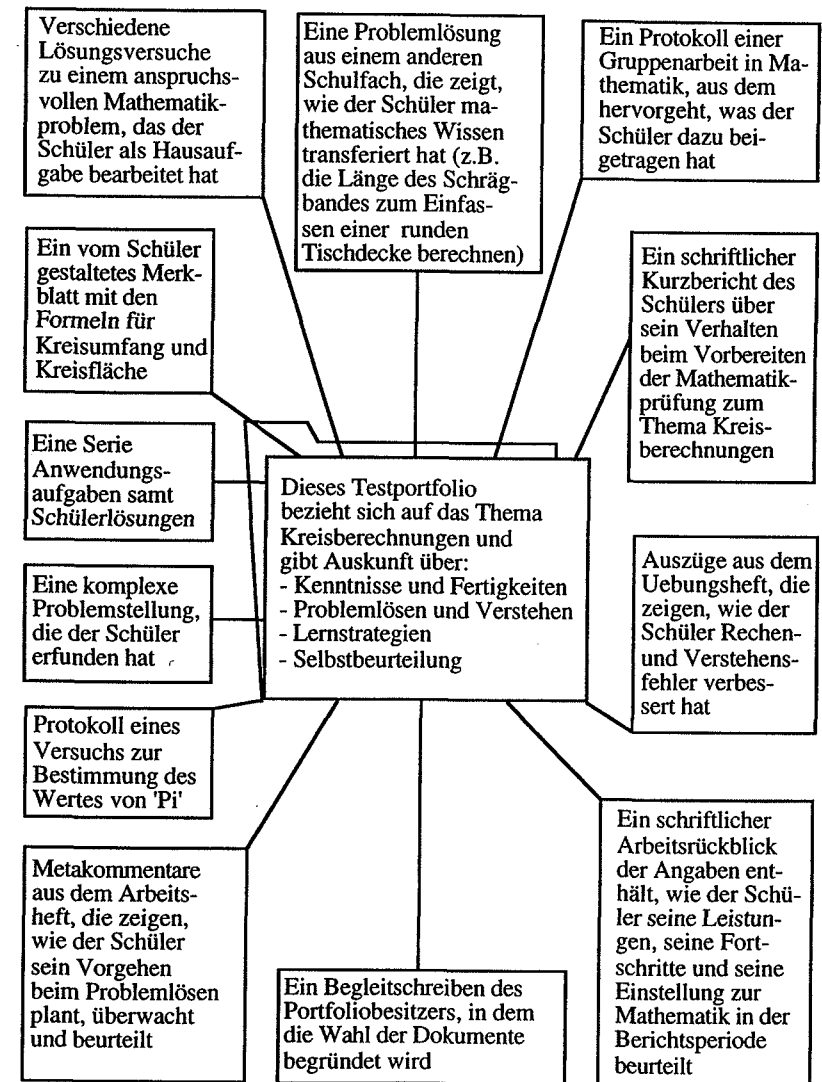 Verschiedene
Lösungsversuche
zu einem anspruchs-
vollen Mathematik-
problem, das der
Schüler als Hausauf-
gabe bearbeitet hat
Eine Problemlösung
aus einem anderen
Schulfach, die zeigt,
wie der Schüler ma-
thematisches Wissen
transferiert hat (z.B.
die Länge des Schräg-
bandes zum Einfas-
sen einer runden
Tischdecke berechnen)
Ein Protokoll einer
Gruppenarbeit in Ma-
thematik, aus dem
hervorgeht, was der
Schüler dazu bei-
getragen hat
Ein vom Schüler
gestaltetes Merk-
blatt mit den
Formeln für
Kreisumfang und
Kreisfläche
Ein schriftlicher
Kurzbericht des
Schülers über
sein Verhalten
beim Vorbereiten
der Mathematik-
prüfung zum
Thema Kreis-
berechnungen
Eine Serie
Anwendungs-
aufgaben samt
Schülerlösungen
Dieses Testportfolio
bezieht sich auf das Thema
Kreisberechnungen und
gibt Auskunft über:
- Kenntnisse und Fertigkeiten
- Problemlösen und Verstehen
- Lernstrategien
- Selbstbeurteilung
Eine komplexe
Problemstellung,
die der Schüler
erfunden hat
Auszüge aus dem
Uebungsheft, die
zeigen, wie der
Schüler Rechen-
und Verstehens-
fehler verbes-
sert hat
Protokoll eines
Versuchs zur
Bestimmung des
Wertes von 'Pi'
Metakommentare
aus dem Arbeits-
heft, die zeigen,
wie der Schüler
sein Vorgehen
beim Problemlösen
plant, überwacht
und beurteilt
Ein Begleitschreiben des
Portfoliobesitzers, in dem
die Wahl der Dokumente
begründet wird
Ein schriftlicher
Arbeitsrückblick
der Angaben ent-
hält, wie der Schü-
ler seine Leistun-
gen, seine Fort-
schritte und seine
Einstellung zur
Mathematik in der
Berichtsperiode
beurteilt